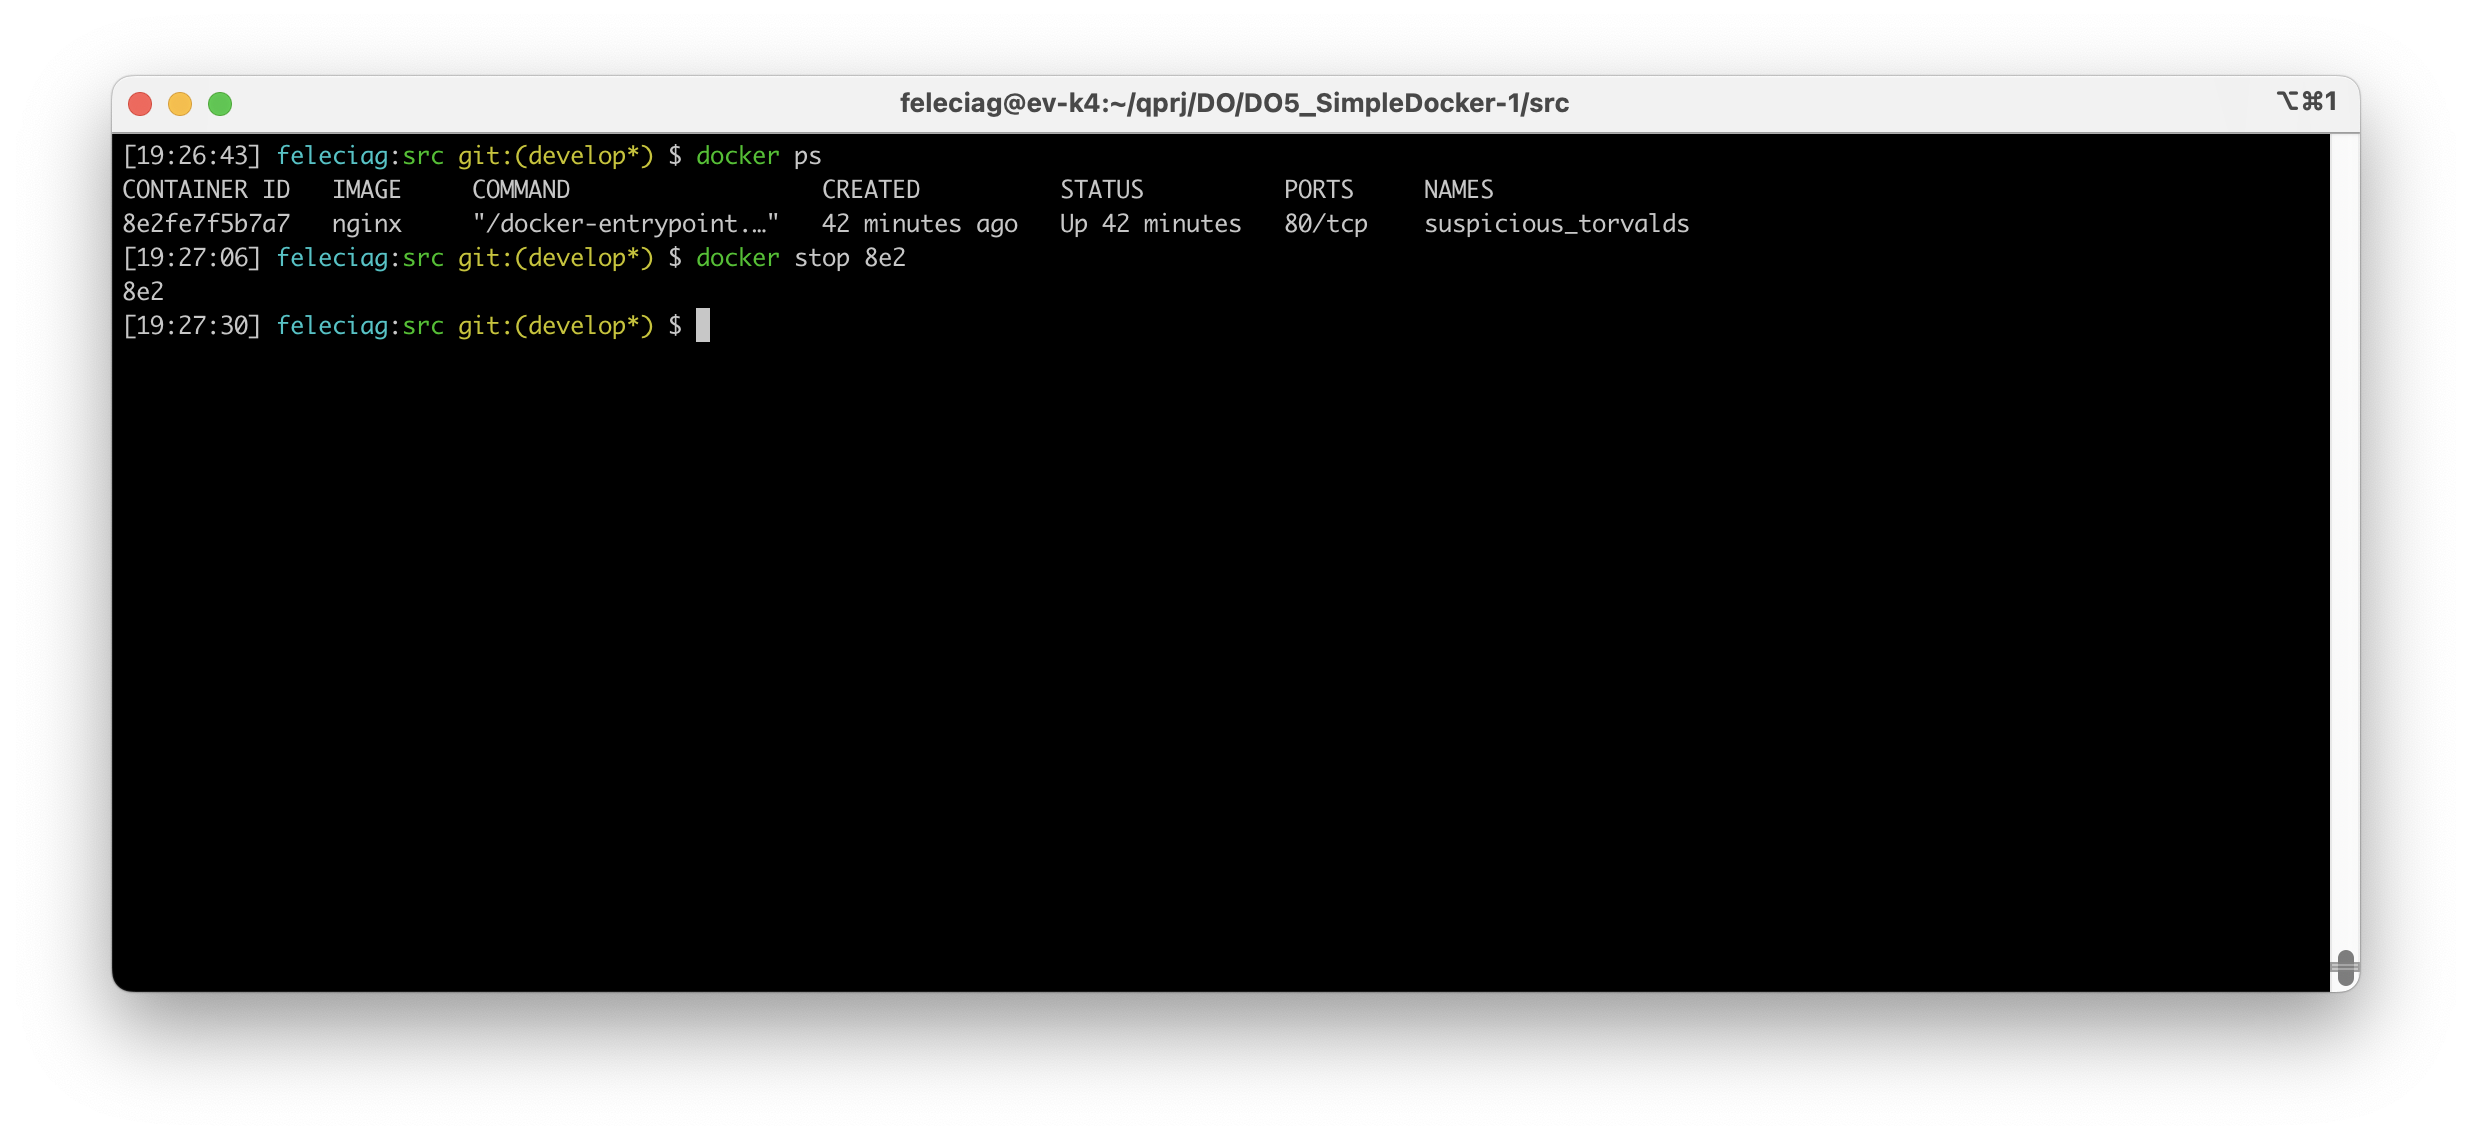 feleciag@ev-k4:~/qprj/DO/DO5_SimpleDocker-1/src ⌥⌘1
[19:26:43] feleciag:src git:(develop*) $ docker ps
CONTAINER ID   IMAGE     COMMAND                  CREATED          STATUS          PORTS     NAMES
8e2fe7f5b7a7   nginx     "/docker-entrypoint.…"   42 minutes ago   Up 42 minutes   80/tcp    suspicious_torvalds
[19:27:06] feleciag:src git:(develop*) $ docker stop 8e2
8e2
[19:27:30] feleciag:src git:(develop*) $